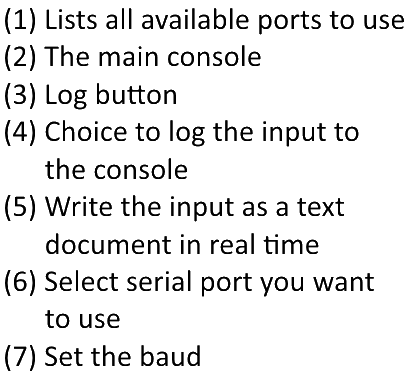 (1) Lists all available ports to use
(2) The main console
(3) Log button
(4) Choice to log the input to
the console
(5) Write the input as a text
document in real time
(6) Select serial port you want
to use
(7) Set the baud